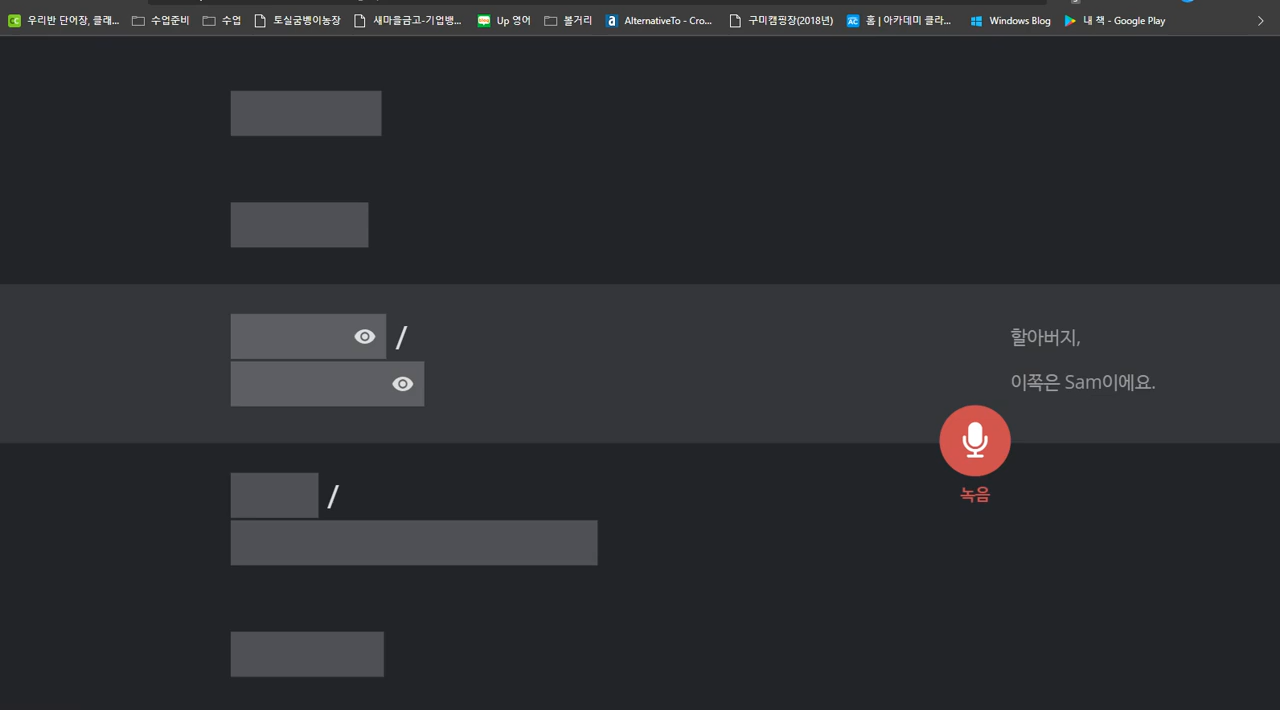 우리반 단어장, 클래... 수업준비 수업 토실굼벵이농장 새마을금고-기업뱅... Up 영어 볼거리 AlternativeTo - Cro... 구미캠핑장(2018년) 홈 | 아카데미 클라... Windows Blog 내 책 - Google Play
/
할아버지,
이쪽은 Sam이에요.
녹음
/